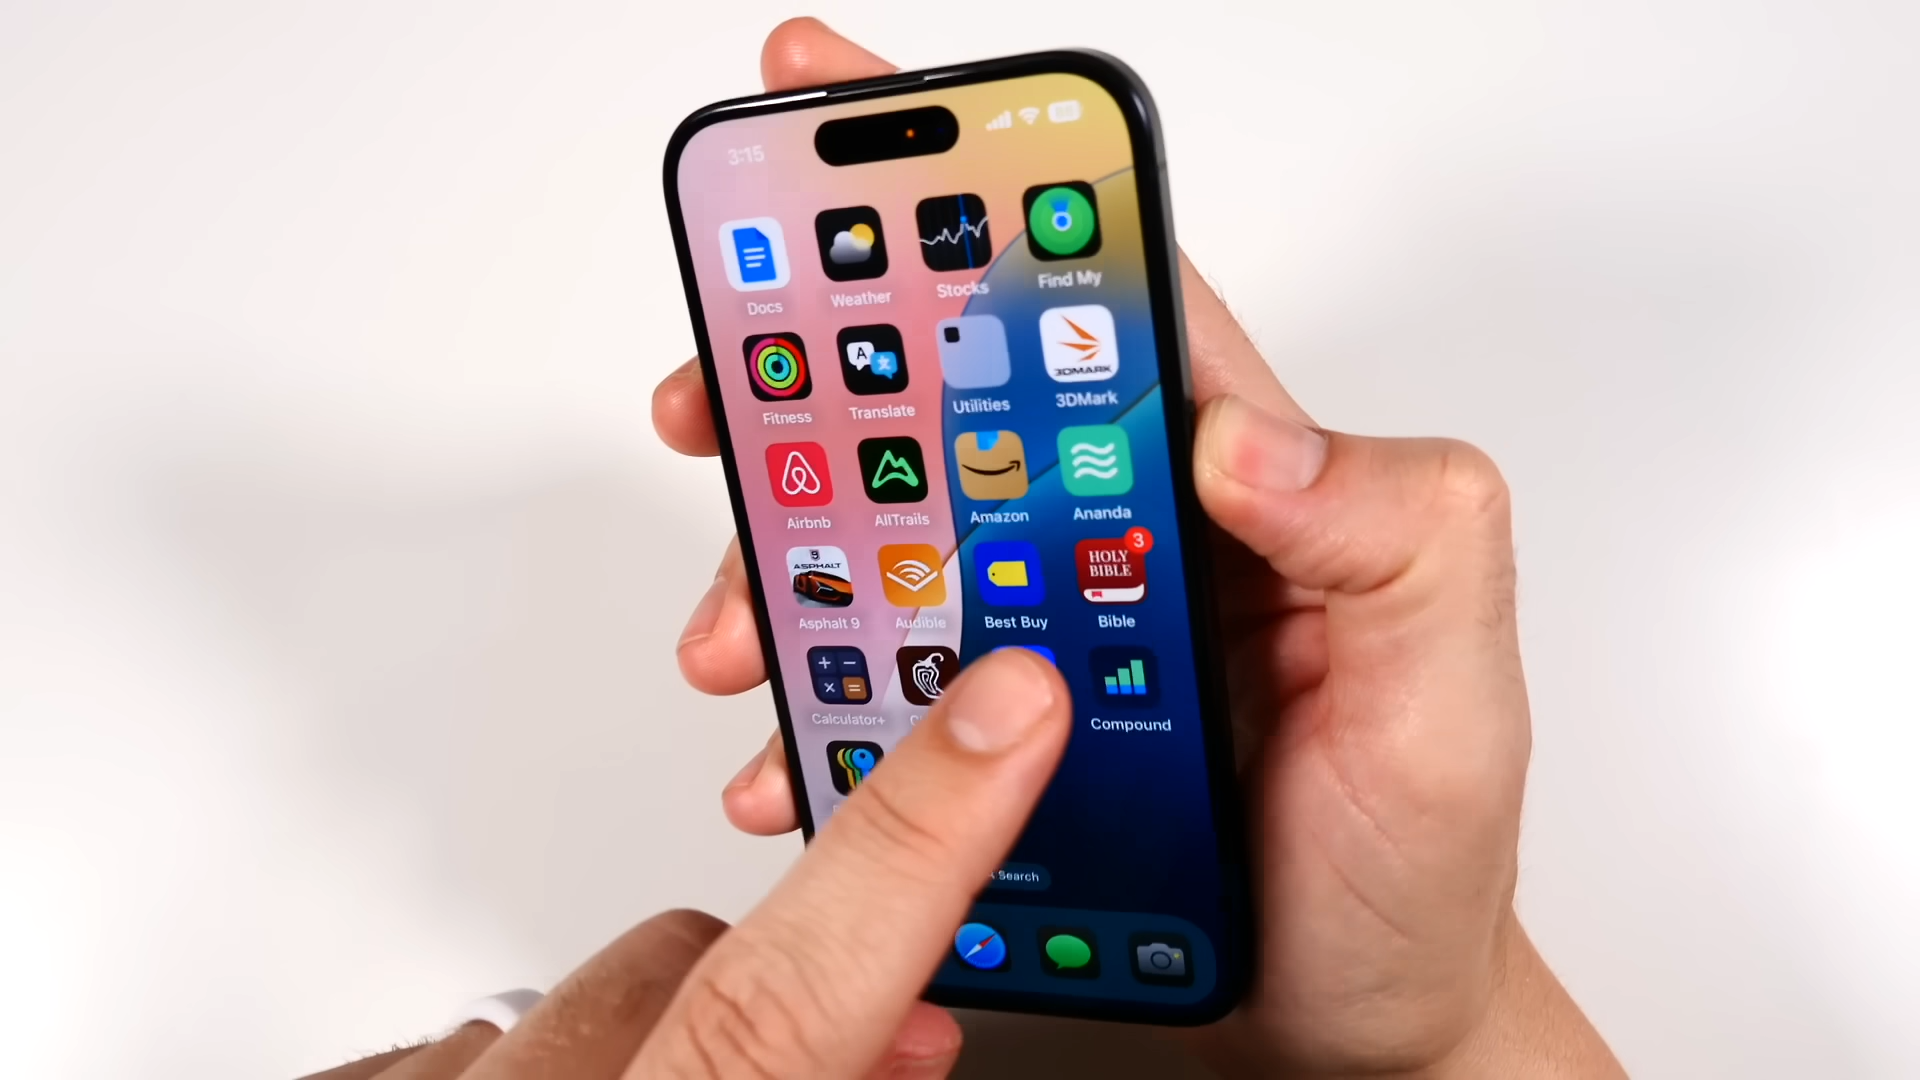 3:15
Docs
Weather
Stocks
Find My
A
3DMARK
Fitness
Translate
Utilities
3DMark
Airbnb
AllTrails
Amazon
Ananda
9
ASPHALT
HOLY
BIBLE
3
Asphalt 9
Audible
Best Buy
Bible
+ −
× =
Calculator+
Compound
Search